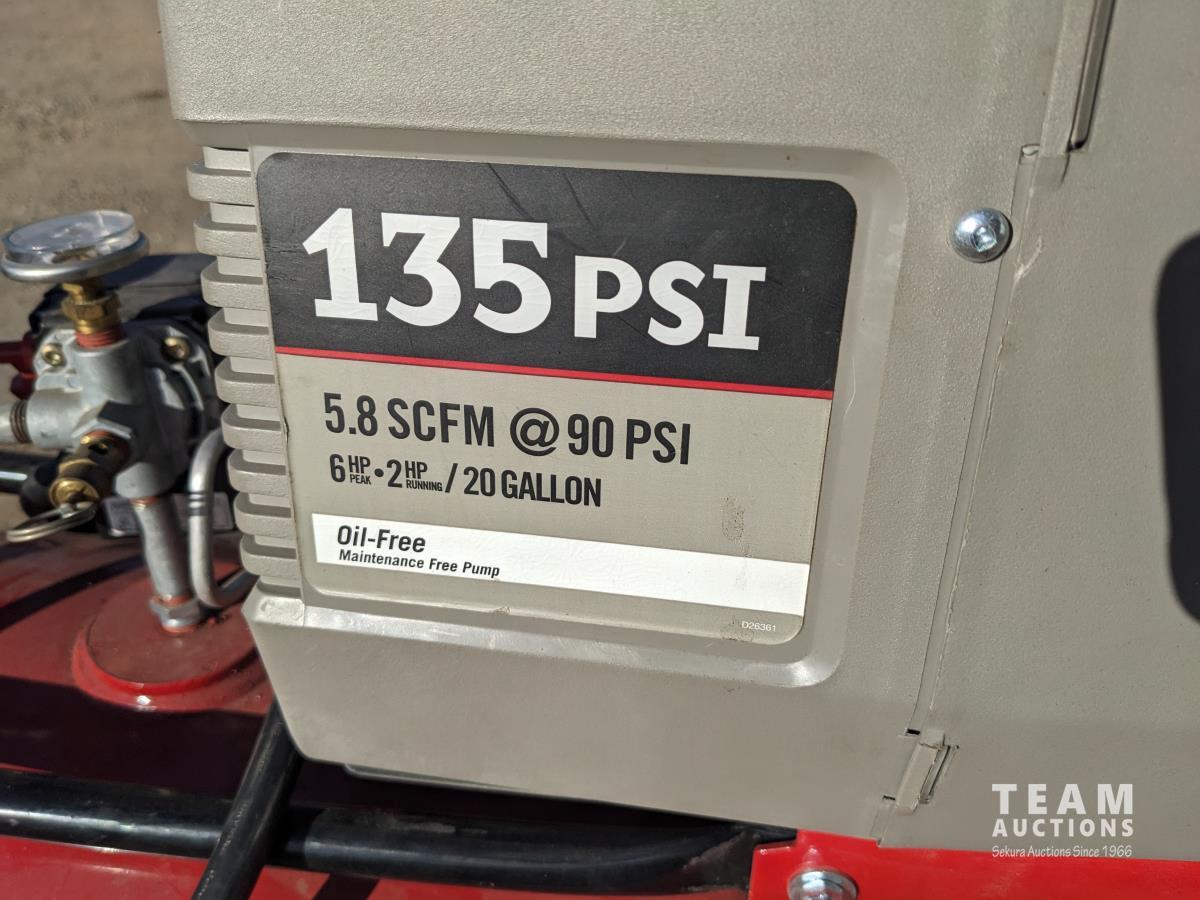 135 PSI
5.8 SCFM @ 90 PSI
6 HP PEAK • 2 HP RUNNING / 20 GALLON
Oil-Free
Maintenance Free Pump
D26361
TEAM
AUCTIONS
Sekura Auctions Since 1966